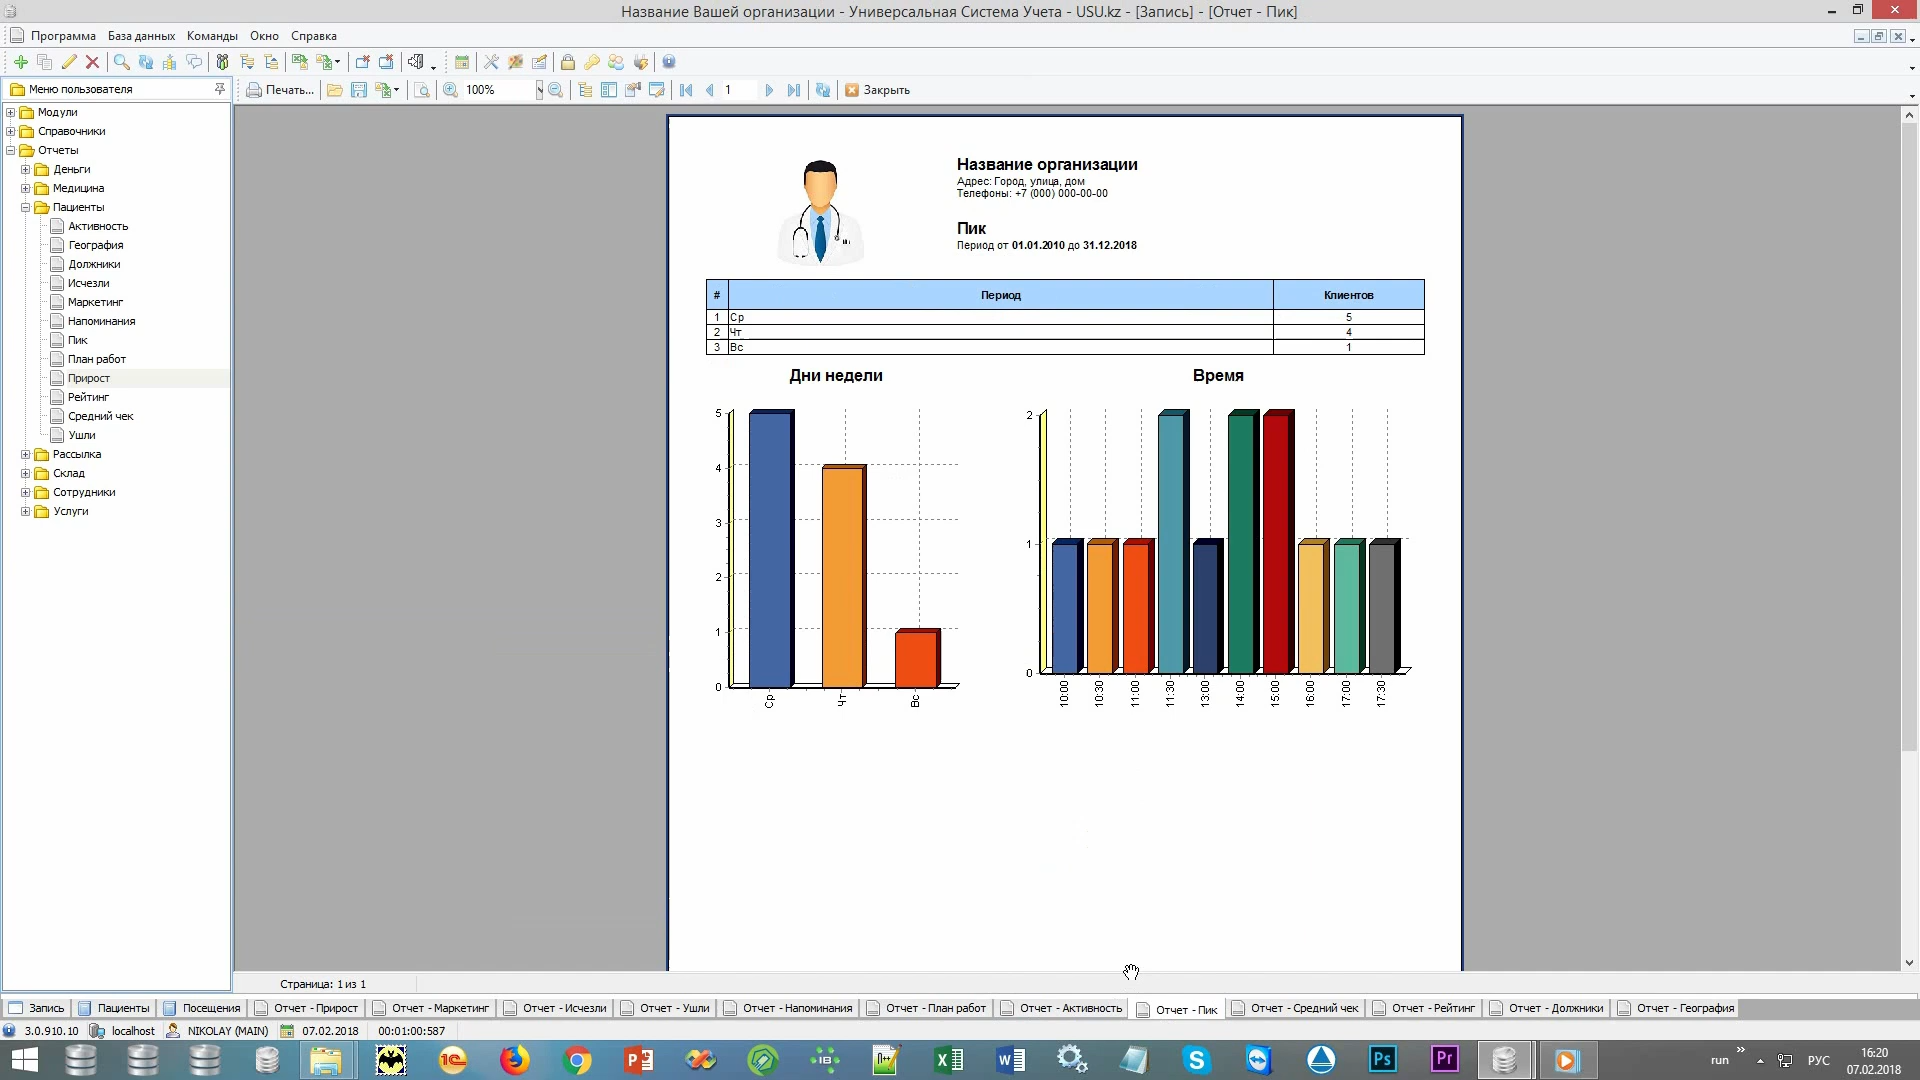 Название Вашей организации - Универсальная Система Учета - USU.kz - [Запись] - [Отчет - Пик]
Программа База данных Команды Окно Справка
Меню пользователя
Печать... 100% 1 Закрыть
Модули
Справочники
Отчеты
Деньги
Медицина
Пациенты
Активность
География
Должники
Исчезли
Маркетинг
Напоминания
Пик
План работ
Прирост
Рейтинг
Средний чек
Ушли
Рассылка
Склад
Сотрудники
Услуги
Название организации
Адрес: Город, улица, дом
Телефоны: +7 (000) 000-00-00
Пик
Период от 01.01.2010 до 31.12.2018
# Период Клиентов
1 Ср 5
2 Чт 4
3 Вс 1
Дни недели
5
4
3
2
1
0
Ср Чт Вс
Время
2
1
0
10:00 10:30 11:00 11:30 13:00 14:00 15:00 16:00 17:00 17:30
Страница: 1 из 1
Запись Пациенты Посещения Отчет - Прирост Отчет - Маркетинг Отчет - Исчезли Отчет - Ушли Отчет - Напоминания Отчет - План работ Отчет - Активность Отчет - Пик Отчет - Средний чек Отчет - Рейтинг Отчет - Должники Отчет - География
3.0.910.10 localhost NIKOLAY (MAIN) 07.02.2018 00:01:00:587
run РУС 16:20
07.02.2018